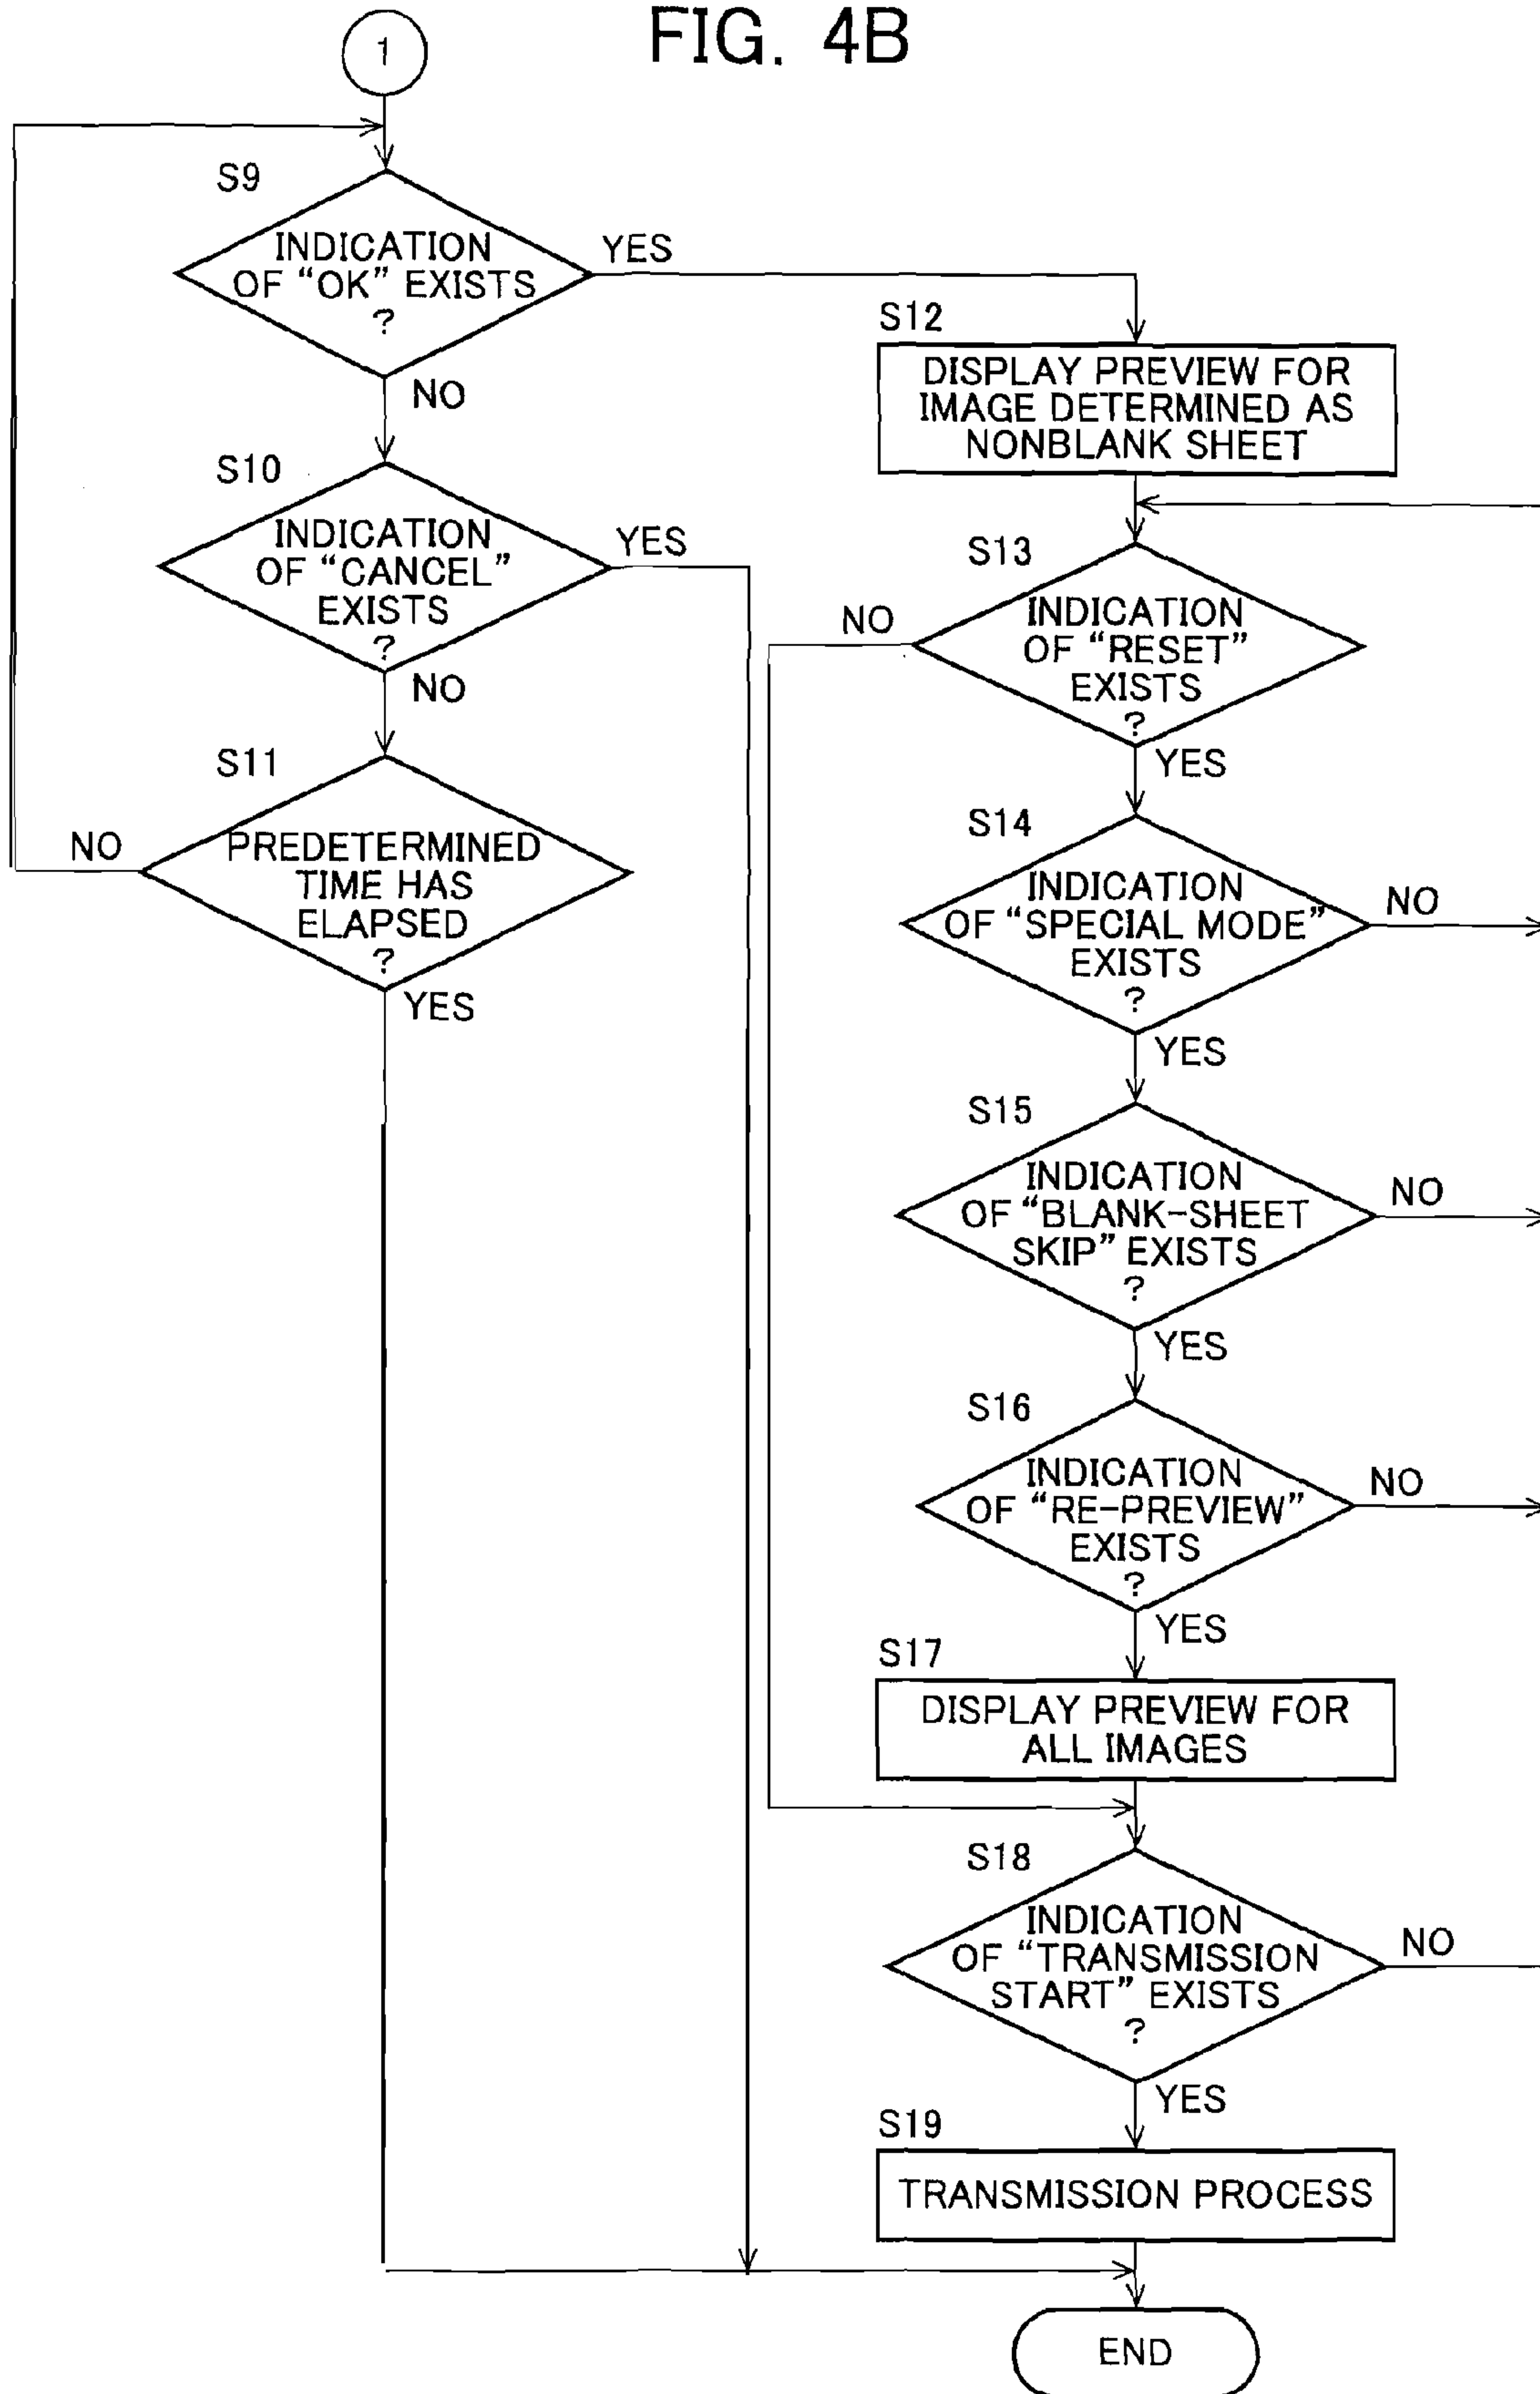 FIG. 4B
1
S9
INDICATION
OF “OK” EXISTS
?
YES
NO
S10
INDICATION
OF “CANCEL”
EXISTS
?
YES
NO
S11
PREDETERMINED
TIME HAS
ELAPSED
?
NO
YES
S12
DISPLAY PREVIEW FOR
IMAGE DETERMINED AS
NONBLANK SHEET
S13
INDICATION
OF “RESET”
EXISTS
?
NO
YES
S14
INDICATION
OF “SPECIAL MODE”
EXISTS
?
NO
YES
S15
INDICATION
OF “BLANK-SHEET
SKIP” EXISTS
?
NO
YES
S16
INDICATION
OF “RE-PREVIEW”
EXISTS
?
NO
YES
S17
DISPLAY PREVIEW FOR
ALL IMAGES
S18
INDICATION
OF “TRANSMISSION
START” EXISTS
?
NO
YES
S19
TRANSMISSION PROCESS
END